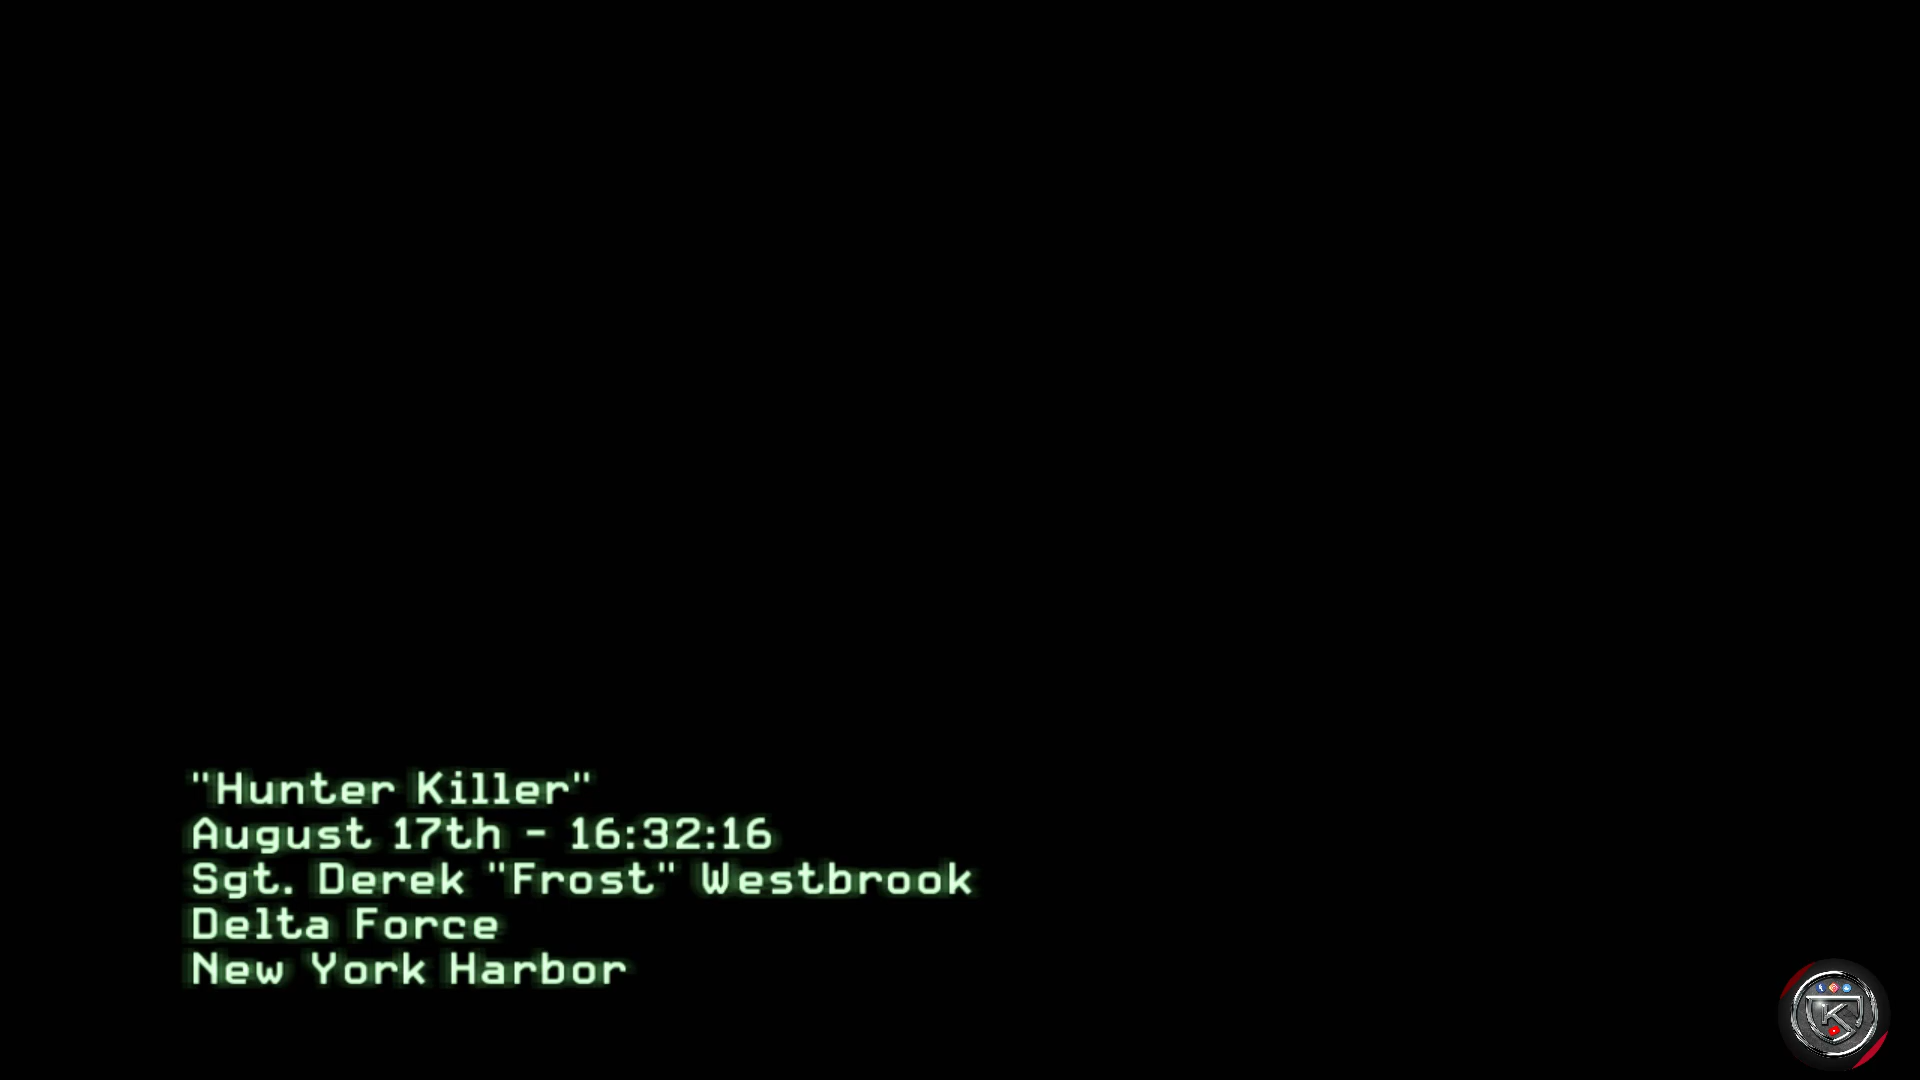 "Hunter Killer"
August 17th - 16:32:16
Sgt. Derek "Frost" Westbrook
Delta Force
New York Harbor
K